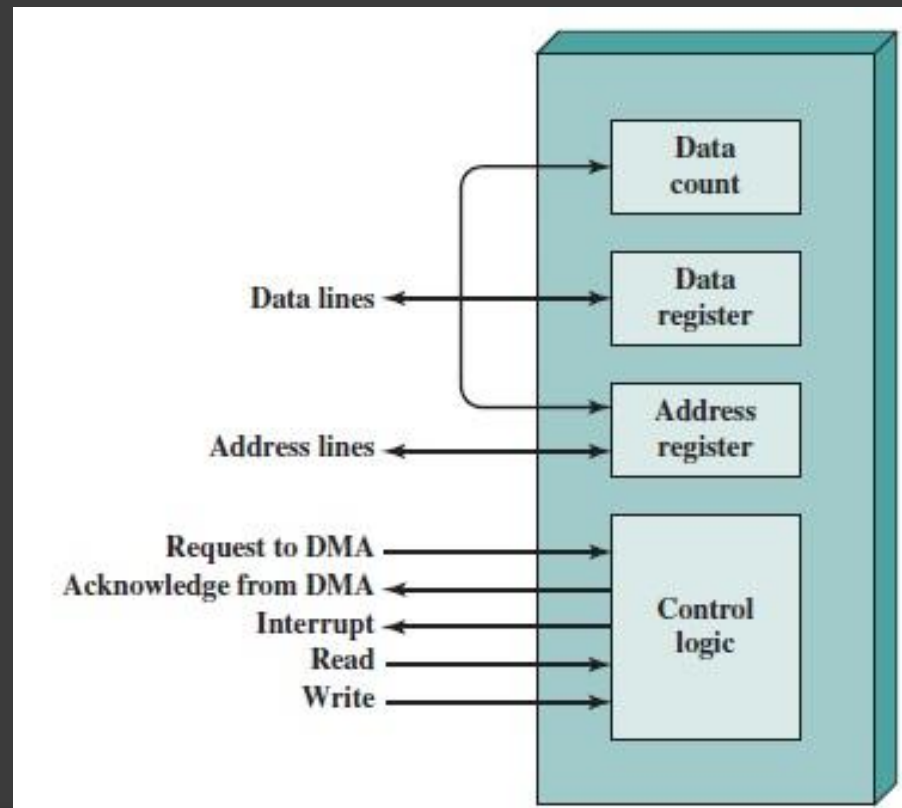 Data
count
Data lines
Data
register
Address
register
Address lines
Request to DMA
Acknowledge from DMA
Interrupt
Read
Write
Control
logic